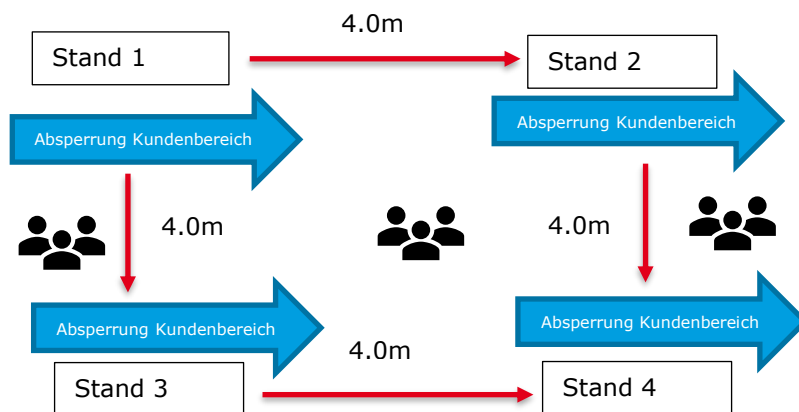 4.0m
Stand 1
Stand 2
Absperrung Kundenbereich
Absperrung Kundenbereich
4.0m
4.0m
Absperrung Kundenbereich
Absperrung Kundenbereich
4.0m
Stand 3
Stand 4